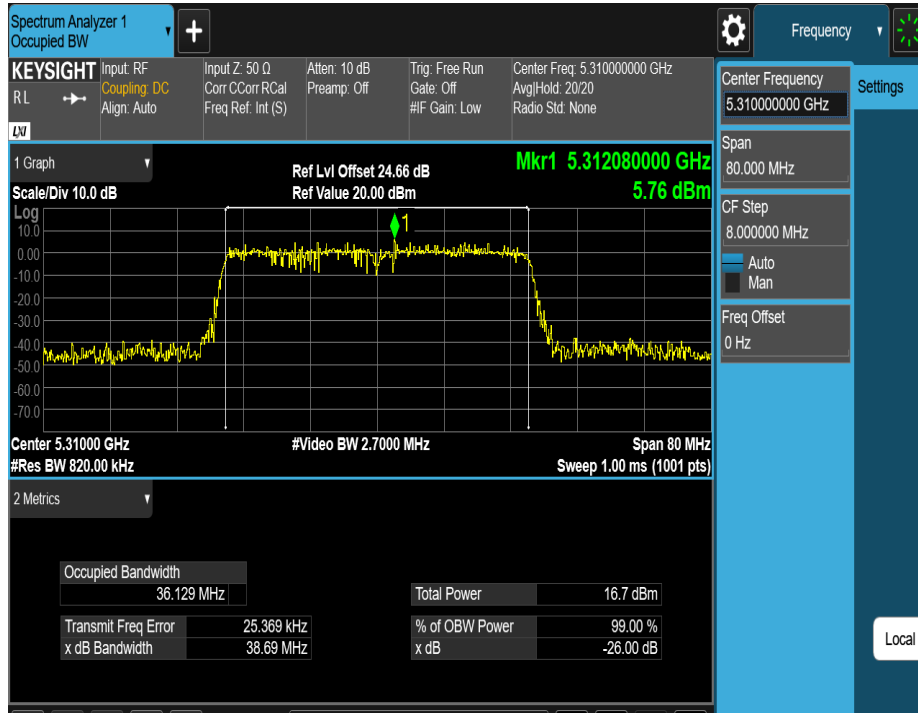 Spectrum Analyzer 1
Occupied BW
Frequency
KEYSIGHT
R L
LXI
Input: RF
Coupling: DC
Align: Auto
Input Z: 50 Ω
Corr CCorr RCal
Freq Ref: Int (S)
Atten: 10 dB
Preamp: Off
Trig: Free Run
Gate: Off
#IF Gain: Low
Center Freq: 5.310000000 GHz
Avg|Hold: 20/20
Radio Std: None
Center Frequency
5.310000000 GHz
Settings
Span
80.000 MHz
CF Step
8.000000 MHz
Auto
Man
Freq Offset
0 Hz
Local
1 Graph
Scale/Div 10.0 dB
Ref Lvl Offset 24.66 dB
Ref Value 20.00 dBm
Mkr1 5.312080000 GHz
5.76 dBm
Log
1
10.0
0.00
-10.0
-20.0
-30.0
-40.0
-50.0
-60.0
-70.0
Center 5.31000 GHz
#Video BW 2.7000 MHz
Span 80 MHz
#Res BW 820.00 kHz
Sweep 1.00 ms (1001 pts)
2 Metrics
Occupied Bandwidth
36.129 MHz
Total Power 16.7 dBm
Transmit Freq Error 25.369 kHz
% of OBW Power 99.00 %
x dB Bandwidth 38.69 MHz
x dB -26.00 dB